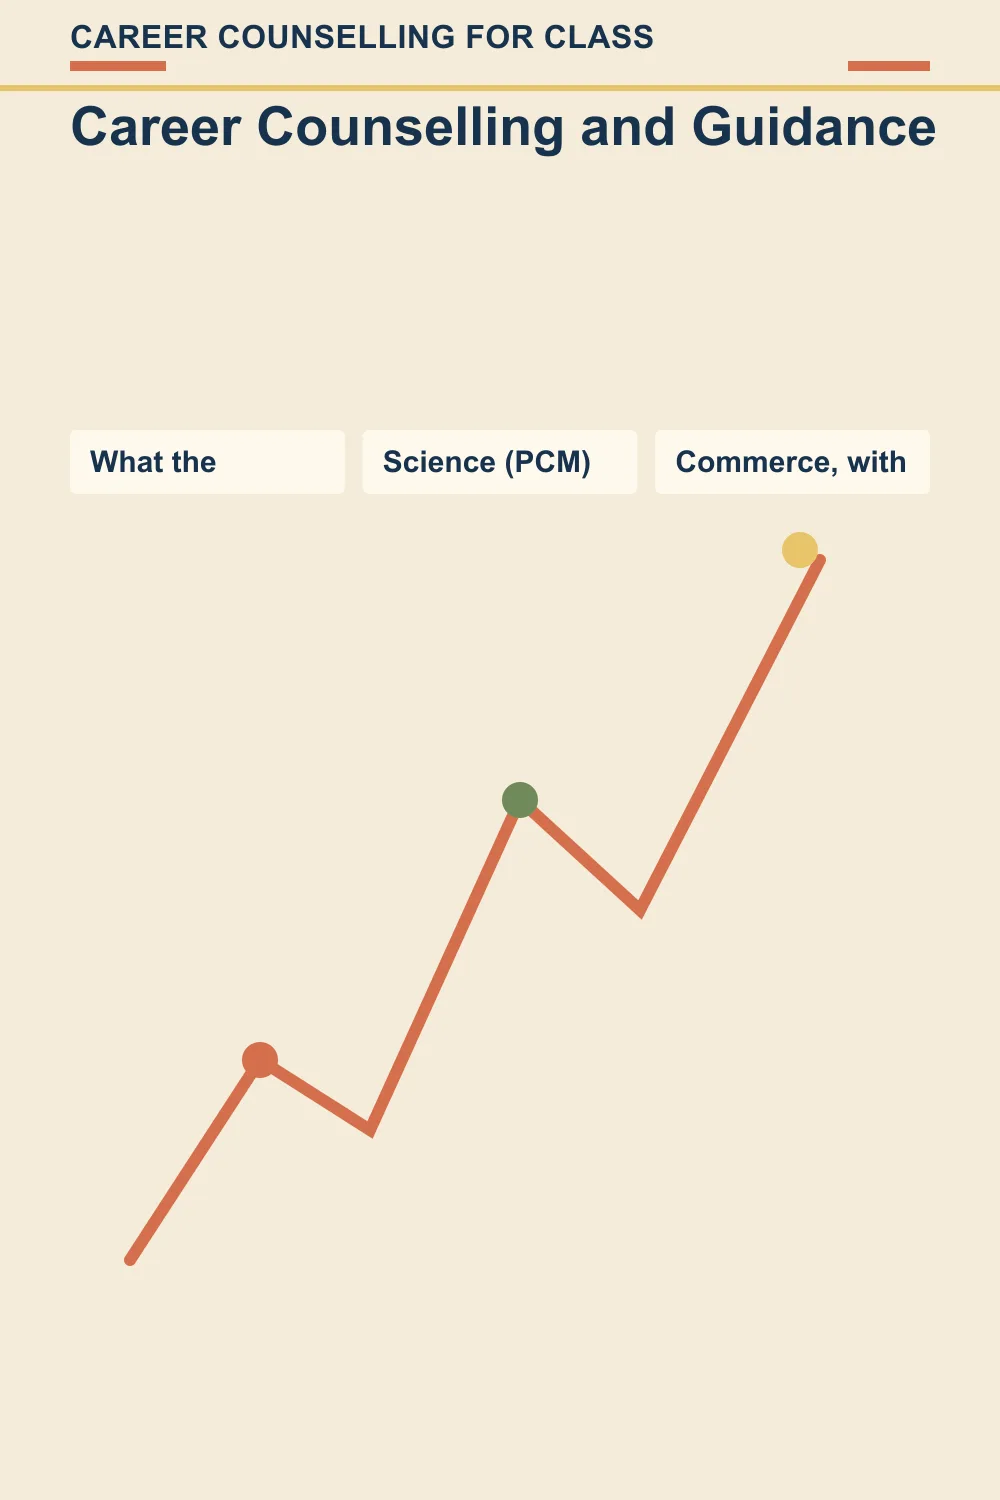 CAREER COUNSELLING FOR CLASS
Career Counselling and Guidance
What the
Science (PCM)
Commerce, with